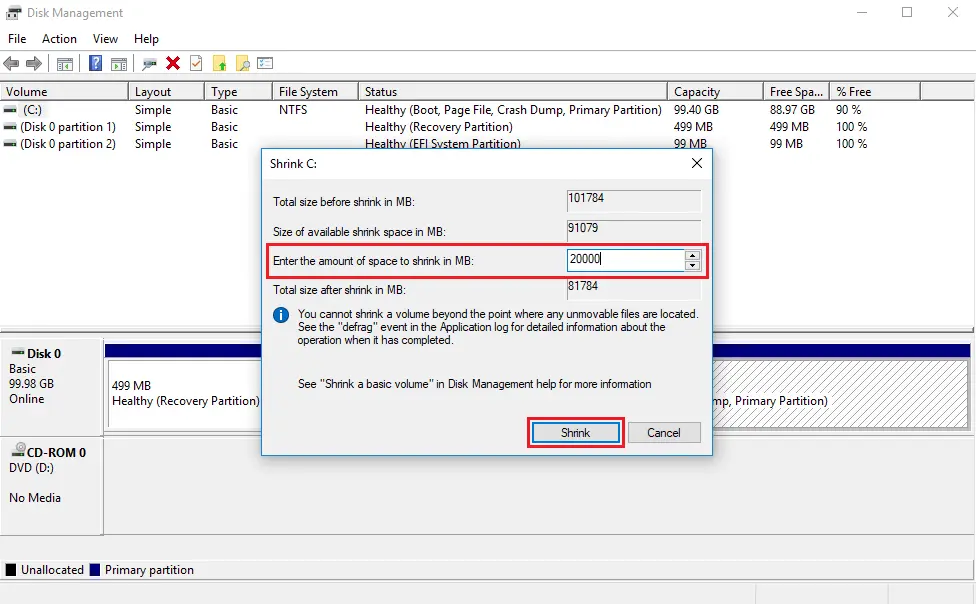 Disk Management
File Action View Help
Volume Layout Type File System Status Capacity Free Spa... % Free
(C:) Simple Basic NTFS Healthy (Boot, Page File, Crash Dump, Primary Partition) 99.40 GB 88.97 GB 90 %
(Disk 0 partition 1) Simple Basic Healthy (Recovery Partition) 499 MB 499 MB 100 %
(Disk 0 partition 2) Simple Basic Healthy (EFI System Partition) 99 MB 99 MB 100 %
Shrink C:
Total size before shrink in MB: 101784
Size of available shrink space in MB: 91079
Enter the amount of space to shrink in MB: 20000
Total size after shrink in MB: 81784
You cannot shrink a volume beyond the point where any unmovable files are located.
See the "defrag" event in the Application log for detailed information about the
operation when it has completed.
See "Shrink a basic volume" in Disk Management help for more information
Shrink Cancel
Disk 0
Basic
99.98 GB
Online
499 MB
Healthy (Recovery Partition)
mp, Primary Partition)
CD-ROM 0
DVD (D:)
No Media
Unallocated Primary partition